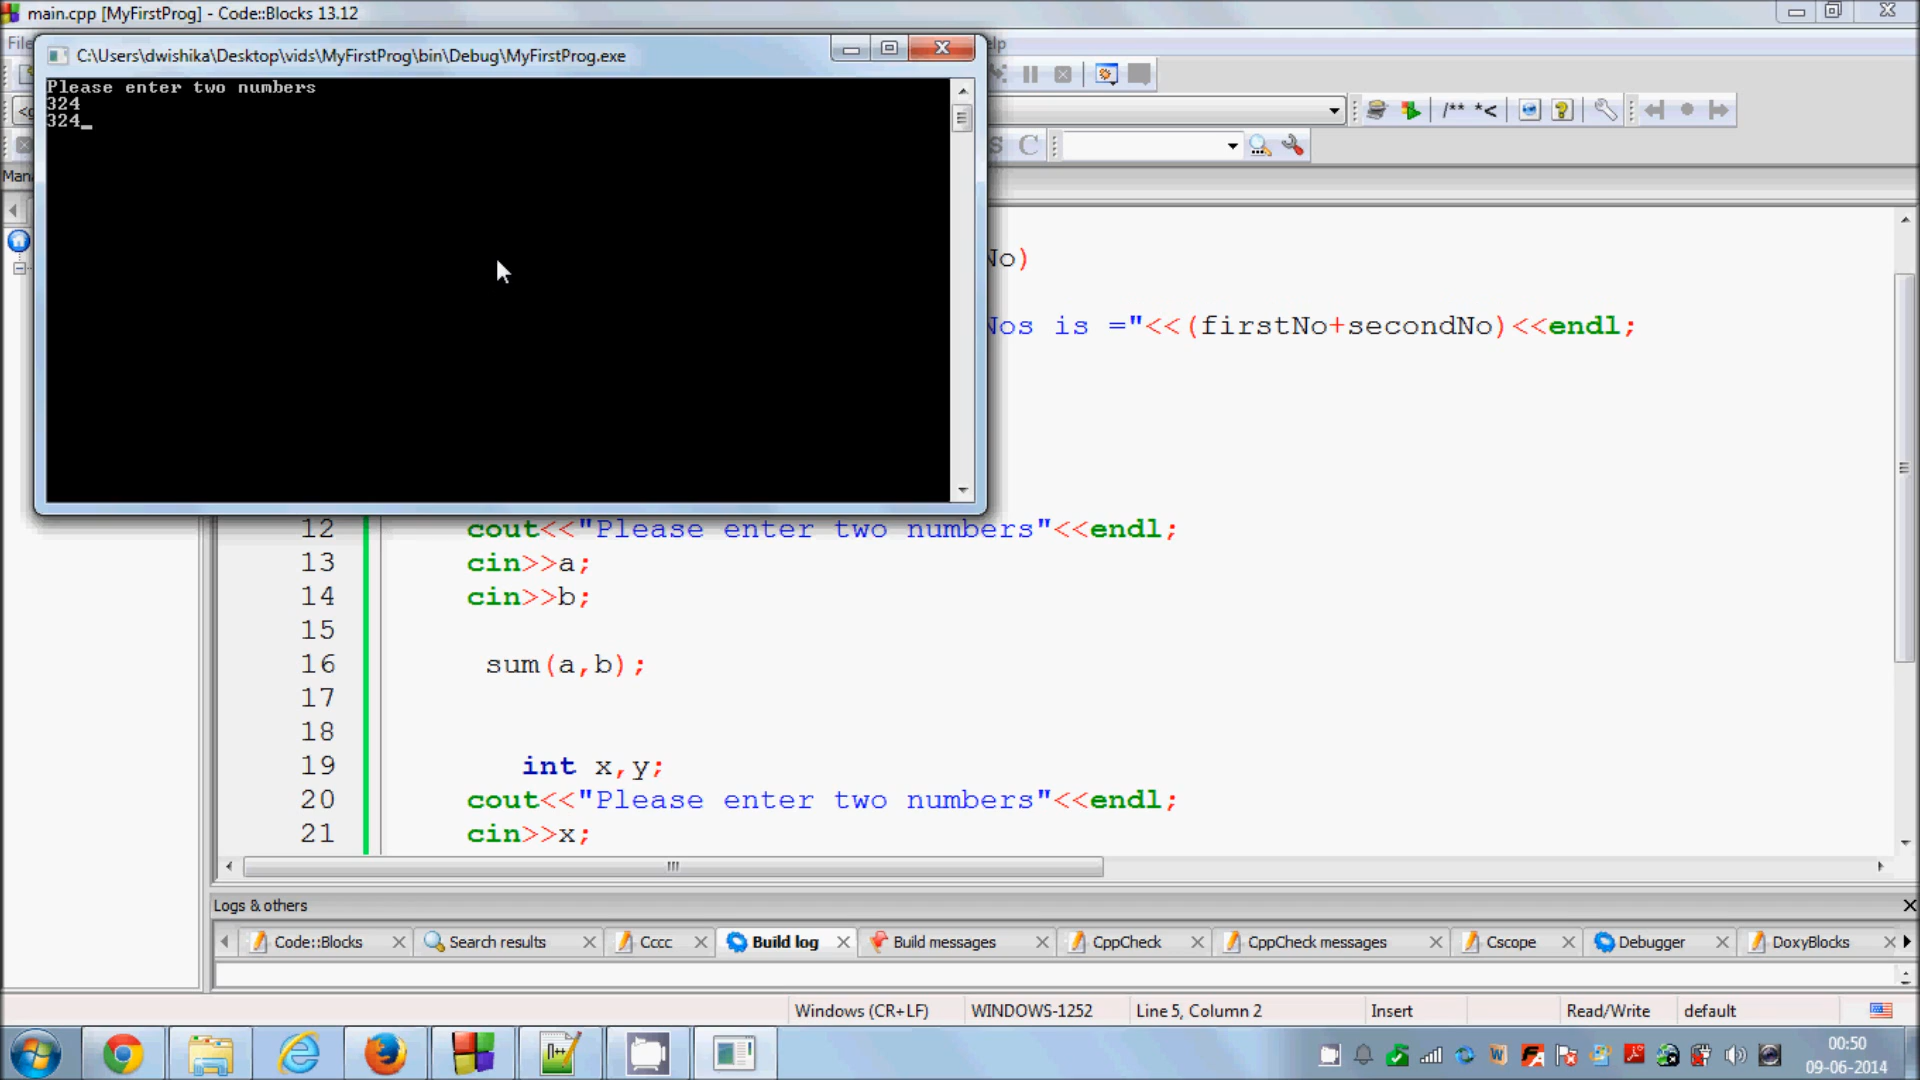 main.cpp [MyFirstProg] - Code::Blocks 13.12
File
elp
C:\Users\dwishika\Desktop\vids\MyFirstProg\bin\Debug\MyFirstProg.exe
Please enter two numbers
324
324_
/** *<
S C
Man
No)
Nos is ="<<(firstNo+secondNo)<<endl;
12 cout<<"Please enter two numbers"<<endl;
13 cin>>a;
14 cin>>b;
15
16 sum(a,b);
17
18
19 int x,y;
20 cout<<"Please enter two numbers"<<endl;
21 cin>>x;
Logs & others
Code::Blocks Search results Cccc Build log Build messages CppCheck CppCheck messages Cscope Debugger DoxyBlocks
Windows (CR+LF) WINDOWS-1252 Line 5, Column 2 Insert Read/Write default
00:50
09-06-2014